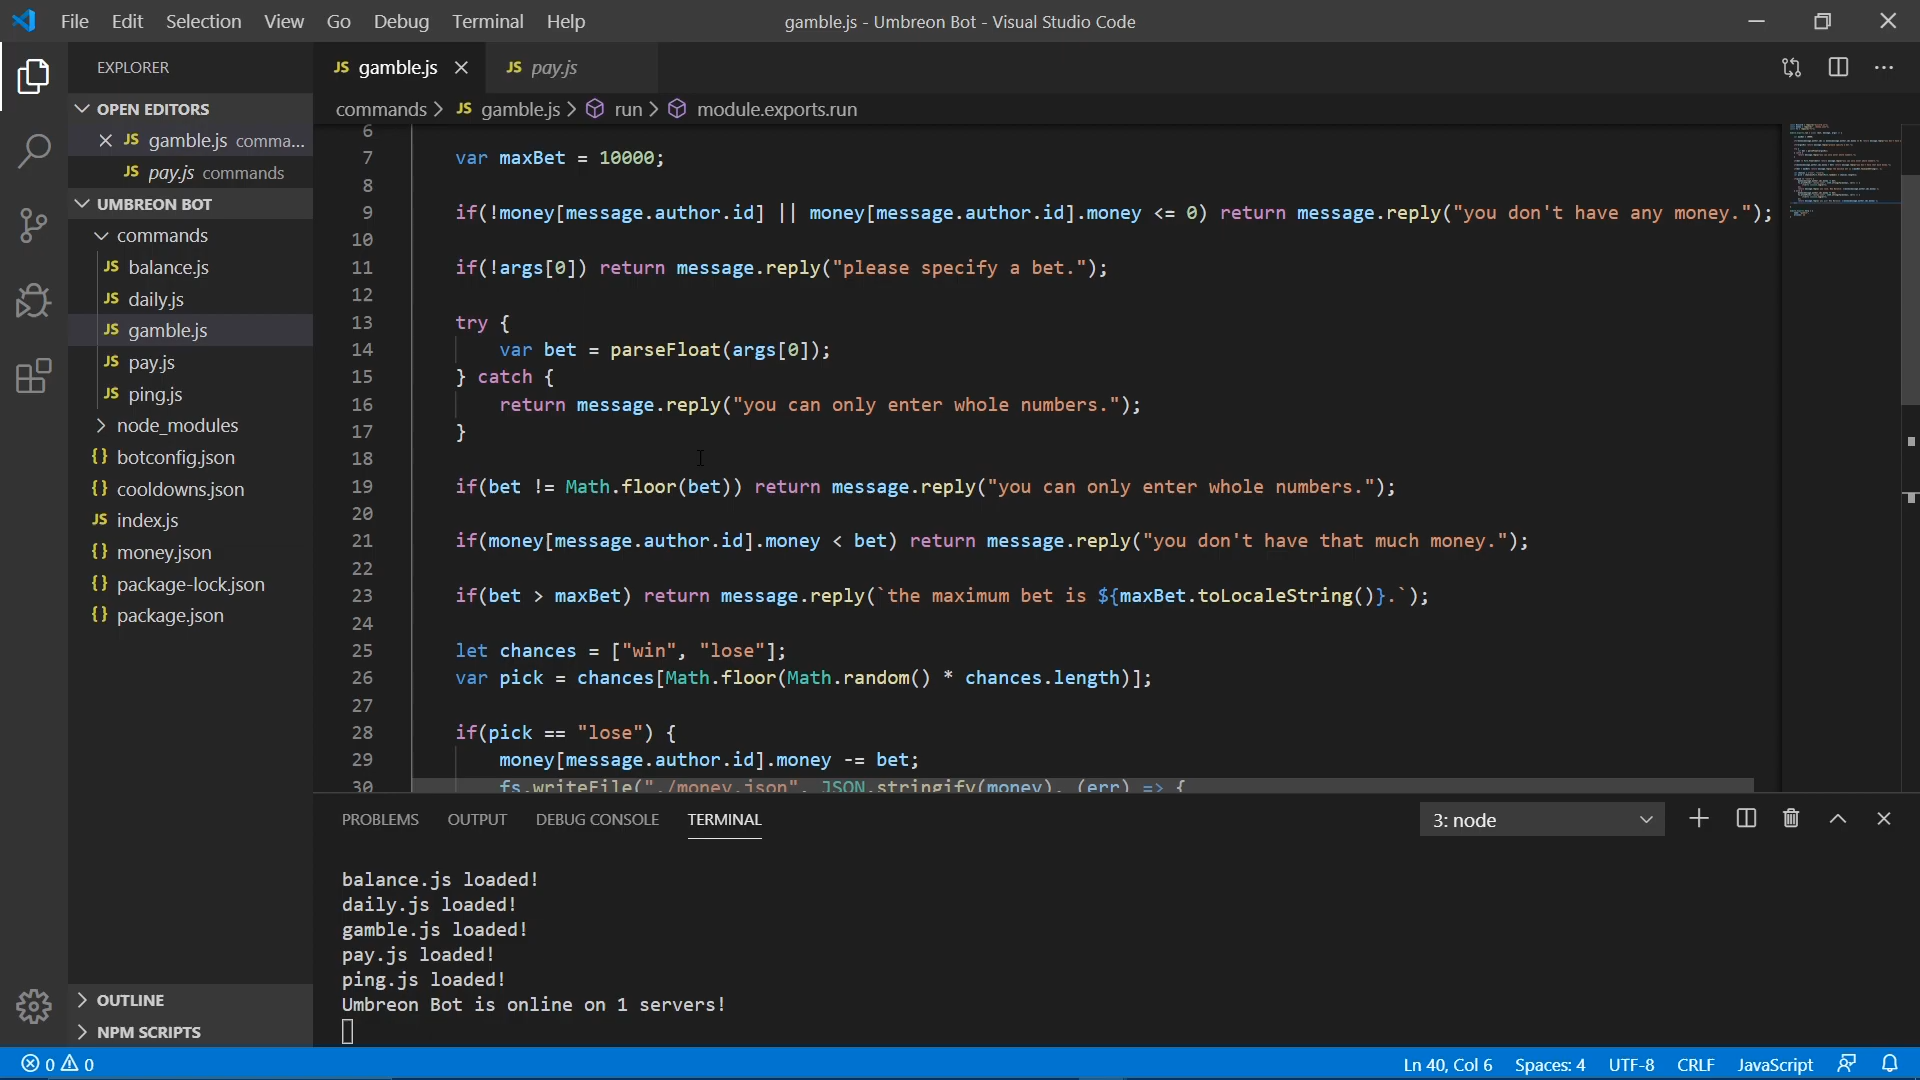 File Edit Selection View Go Debug Terminal Help
gamble.js - Umbreon Bot - Visual Studio Code
EXPLORER
OPEN EDITORS
JS gamble.js comma...
JS pay.js commands
UMBREON BOT
commands
JS balance.js
JS daily.js
JS gamble.js
JS pay.js
JS ping.js
node_modules
{} botconfig.json
{} cooldowns.json
JS index.js
{} money.json
{} package-lock.json
{} package.json
OUTLINE
NPM SCRIPTS
JS gamble.js
JS pay.js
commands > JS gamble.js > run > module.exports.run
6
7 var maxBet = 10000;
8
9 if(!money[message.author.id] || money[message.author.id].money <= 0) return message.reply("you don't have any money.");
10
11 if(!args[0]) return message.reply("please specify a bet.");
12
13 try {
14 var bet = parseFloat(args[0]);
15 } catch {
16 return message.reply("you can only enter whole numbers.");
17 }
18
19 if(bet != Math.floor(bet)) return message.reply("you can only enter whole numbers.");
20
21 if(money[message.author.id].money < bet) return message.reply("you don't have that much money.");
22
23 if(bet > maxBet) return message.reply(`the maximum bet is ${maxBet.toLocaleString()}.`);
24
25 let chances = ["win", "lose"];
26 var pick = chances[Math.floor(Math.random() * chances.length)];
27
28 if(pick == "lose") {
29 money[message.author.id].money -= bet;
30 fs.writeFile("./money.json", JSON.stringify(money), (err) => {
PROBLEMS OUTPUT DEBUG CONSOLE TERMINAL
3: node
balance.js loaded!
daily.js loaded!
gamble.js loaded!
pay.js loaded!
ping.js loaded!
Umbreon Bot is online on 1 servers!
0 0
Ln 40, Col 6 Spaces: 4 UTF-8 CRLF JavaScript